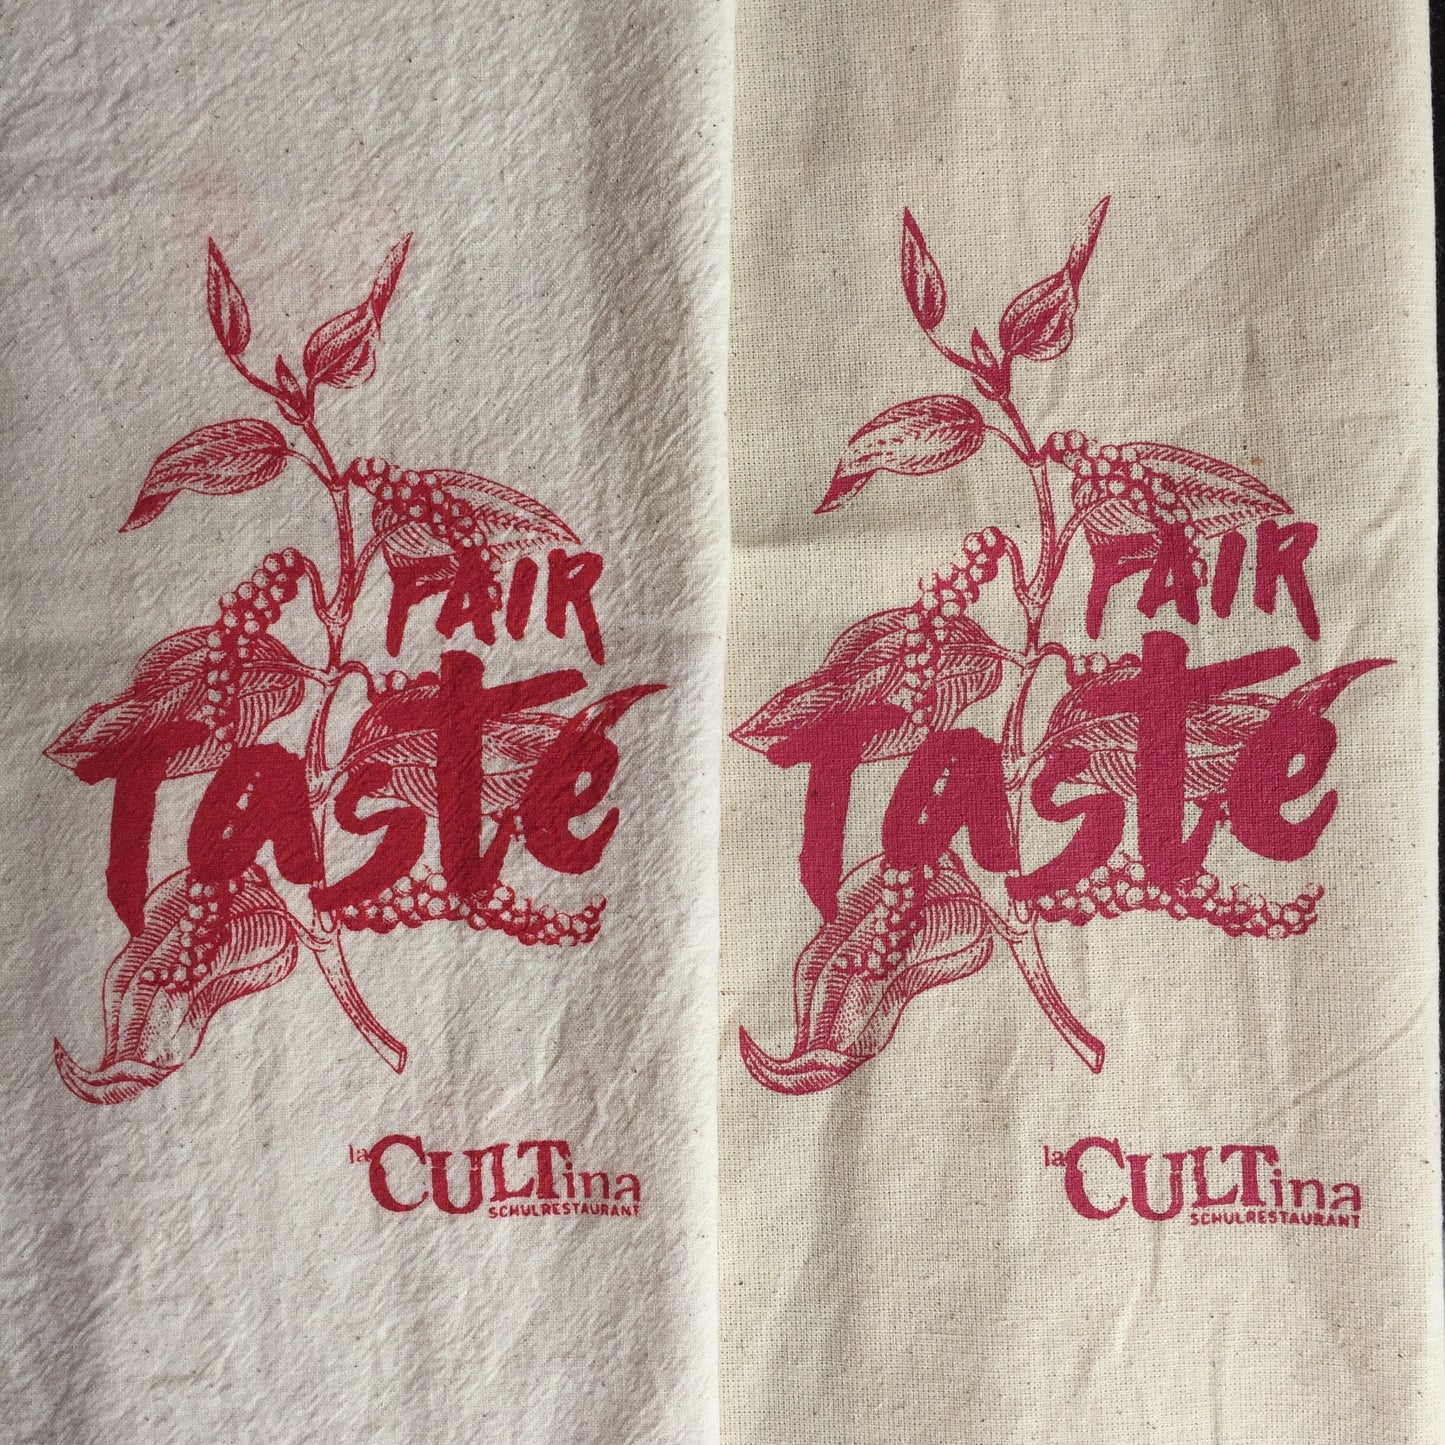 FAIR
Taste
la CULTina
SCHULRESTAURANT
FAIR
Taste
la CULTina
SCHULRESTAURANT